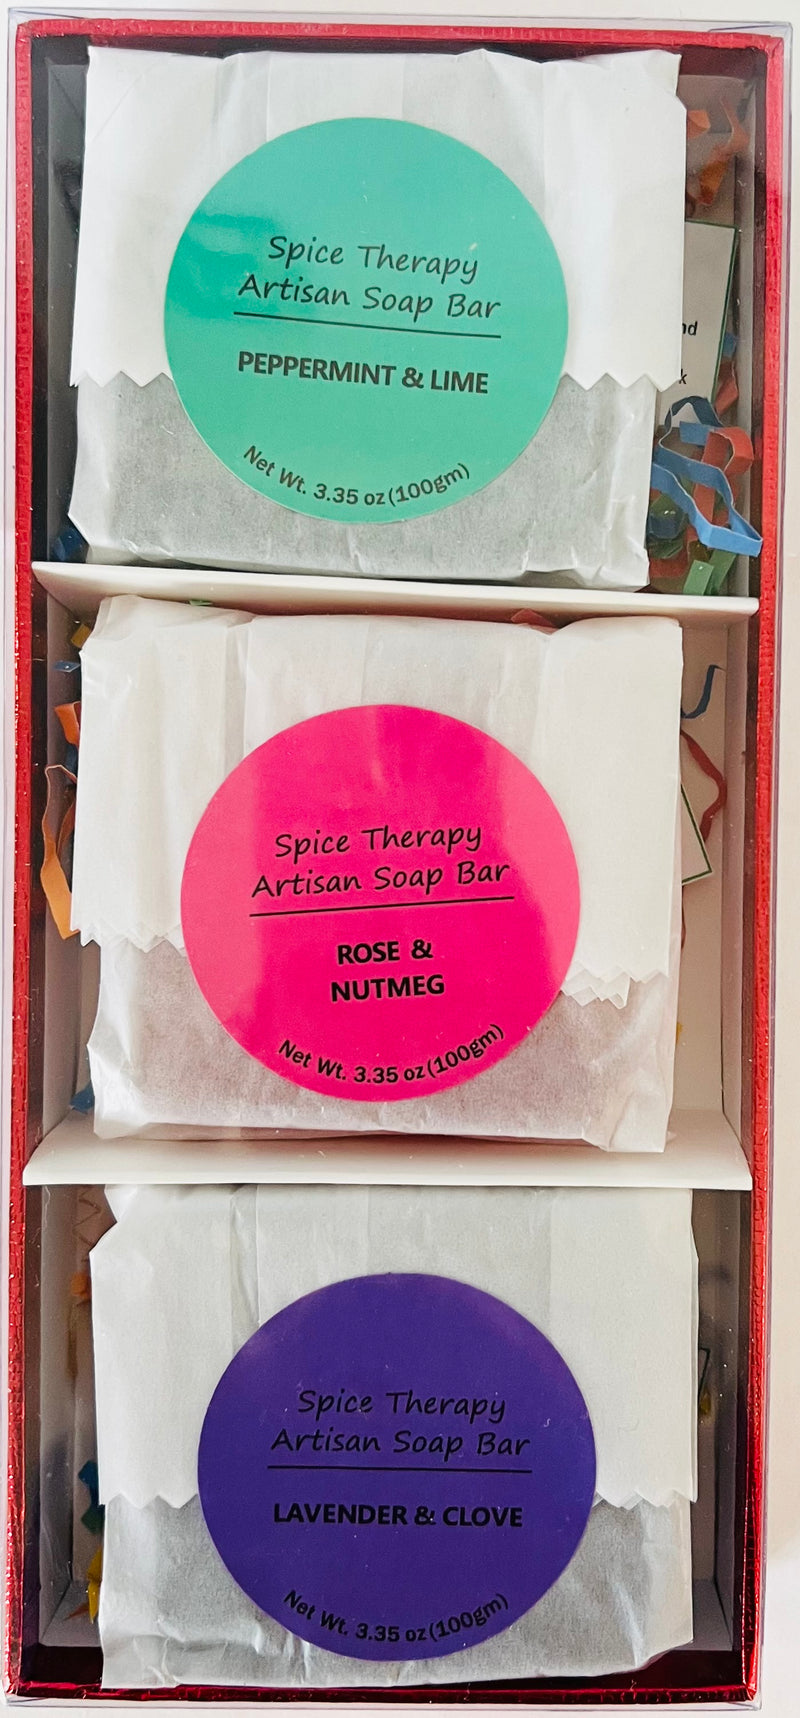 Spice Therapy
Artisan Soap Bar
PEPPERMINT & LIME
Net Wt. 3.35 oz (100gm)
Spice Therapy
Artisan Soap Bar
ROSE &
NUTMEG
Net Wt. 3.35 oz (100gm)
Spice Therapy
Artisan Soap Bar
LAVENDER & CLOVE
Net Wt. 3.35 oz (100gm)